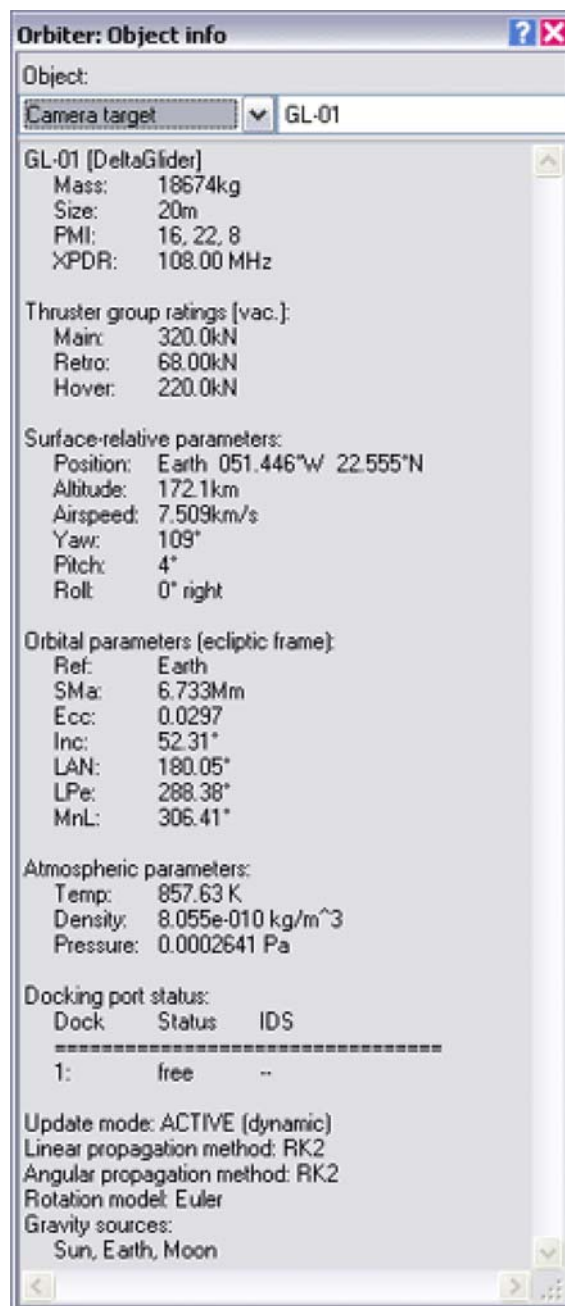 Orbiter: Object info
Object:
Camera target GL-01
GL-01 [DeltaGlider]
Mass: 18674kg
Size: 20m
PMI: 16, 22, 8
XPDR: 108.00 MHz
Thruster group ratings [vac.]:
Main: 320.0kN
Retro: 68.00kN
Hover: 220.0kN
Surface-relative parameters:
Position: Earth 051.446°W 22.555°N
Altitude: 172.1km
Airspeed: 7.509km/s
Yaw: 109°
Pitch: 4°
Roll: 0° right
Orbital parameters (ecliptic frame):
Ref: Earth
SMa: 6.733Mm
Ecc: 0.0297
Inc: 52.31°
LAN: 180.05°
LPe: 288.38°
MnL: 306.41°
Atmospheric parameters:
Temp: 857.63 K
Density: 8.055e-010 kg/m^3
Pressure: 0.0002641 Pa
Docking port status:
Dock Status IDS
=================================
1: free --
Update mode: ACTIVE (dynamic)
Linear propagation method: RK2
Angular propagation method: RK2
Rotation model: Euler
Gravity sources:
Sun, Earth, Moon